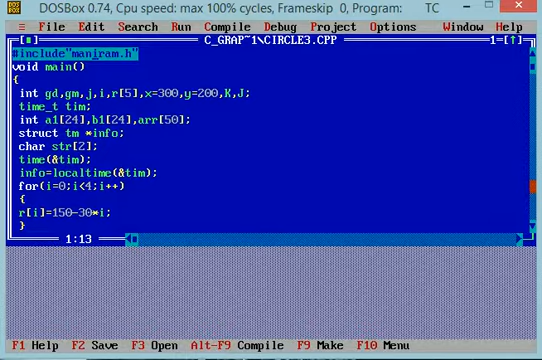 DOSBox 0.74, Cpu speed: max 100% cycles, Frameskip 0, Program: TC
≡ File Edit Search Run Compile Debug Project Options Window Help
C_GRAP~1\CIRCLE3.CPP 1=[↑]
#include"maniram.h"
void main()
{
int gd,gm,j,i,r[5],x=300,y=200,K,J;
time_t tim;
int a1[24],b1[24],arr[50];
struct tm *info;
char str[2];
time(&tim);
info=localtime(&tim);
for(i=0;i<4;i++)
{
r[i]=150-30*i;
}
1:13
F1 Help F2 Save F3 Open Alt-F9 Compile F9 Make F10 Menu